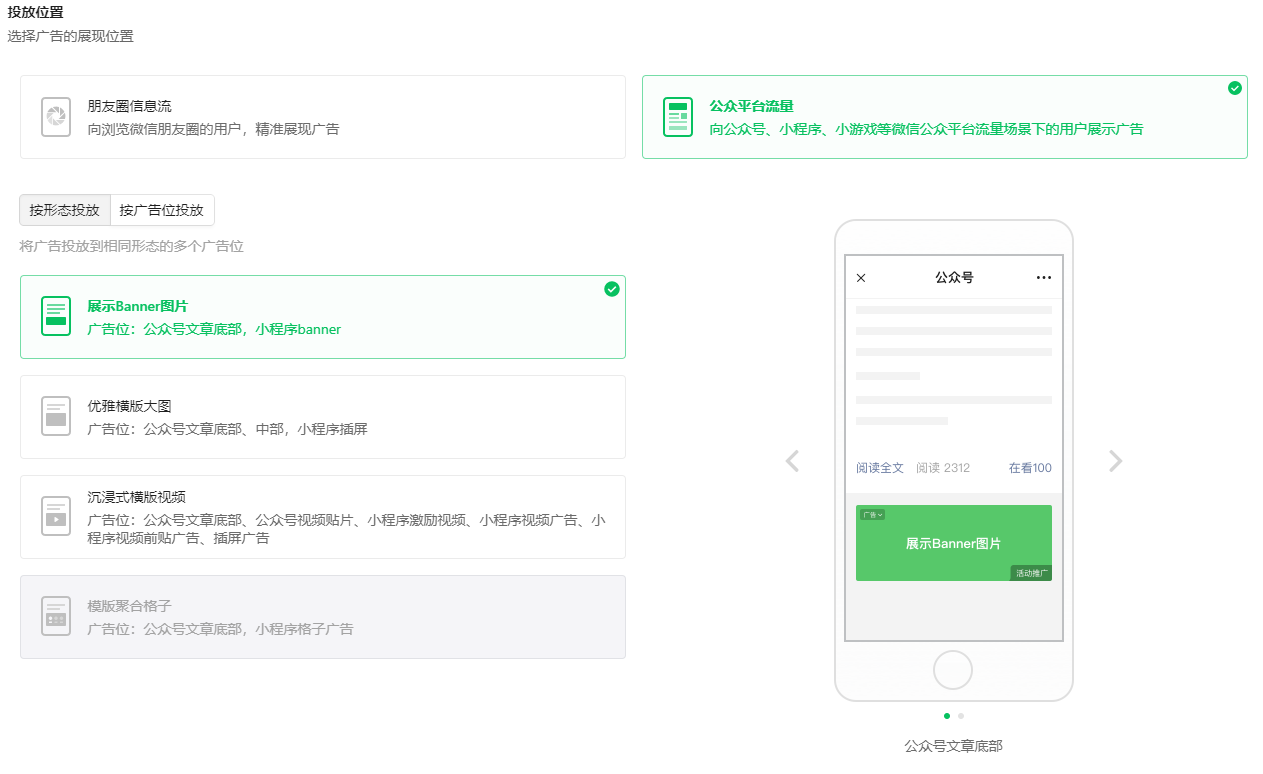 投放位置
选择广告的展现位置
朋友圈信息流
向浏览微信朋友圈的用户，精准展现广告
公众平台流量
向公众号、小程序、小游戏等微信公众平台流量场景下的用户展示广告
按形态投放
按广告位投放
将广告投放到相同形态的多个广告位
展示Banner图片
广告位：公众号文章底部，小程序banner
优雅横版大图
广告位：公众号文章底部、中部，小程序插屏
沉浸式横版视频
广告位：公众号文章底部、公众号视频贴片、小程序激励视频、小程序视频广告、小
程序视频前贴广告、插屏广告
模版聚合格子
广告位：公众号文章底部，小程序格子广告
公众号
阅读全文 阅读 2312 在看100
广告
展示Banner图片
活动推广
公众号文章底部